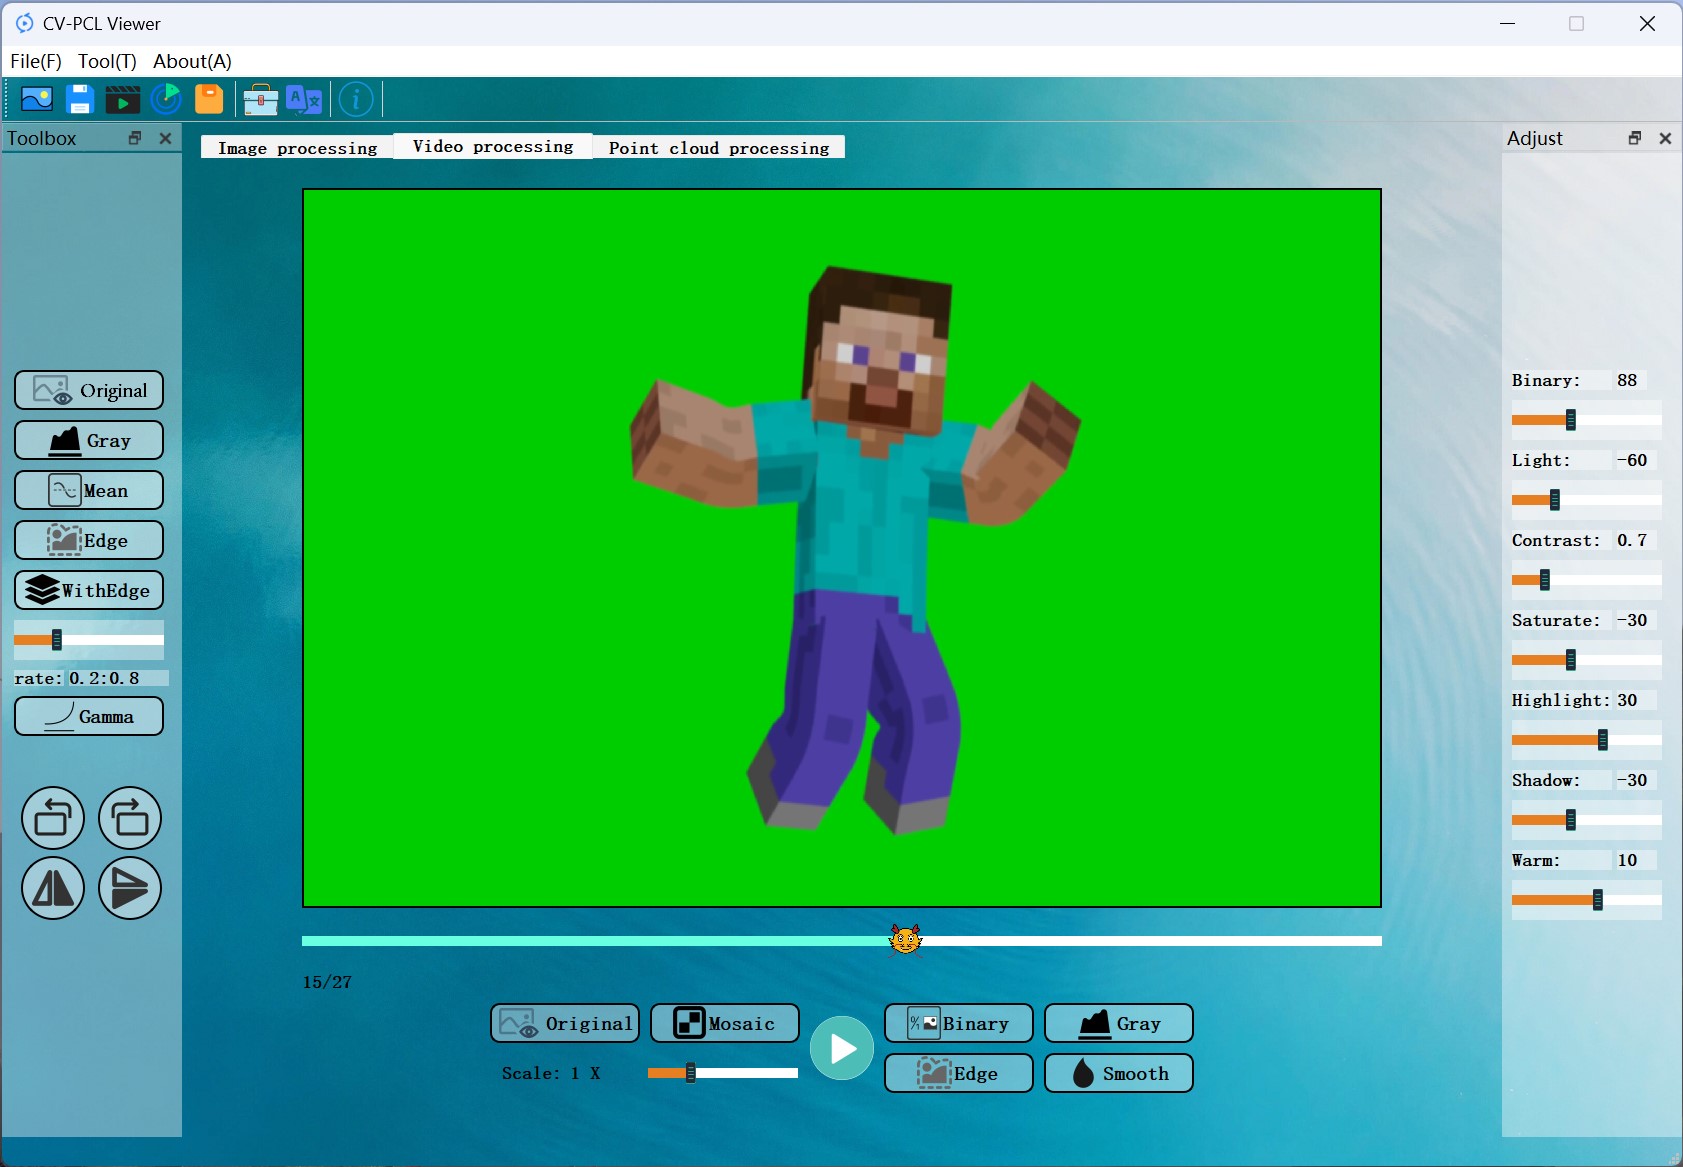 CV-PCL Viewer
File(F) Tool(T) About(A)
Toolbox
Image processing Video processing Point cloud processing
Adjust
Original
Gray
Mean
Edge
WithEdge
rate: 0.2:0.8
Gamma
Binary: 88
Light: -60
Contrast: 0.7
Saturate: -30
Highlight: 30
Shadow: -30
Warm: 10
15/27
Original Mosaic Binary Gray
Scale: 1 X Edge Smooth